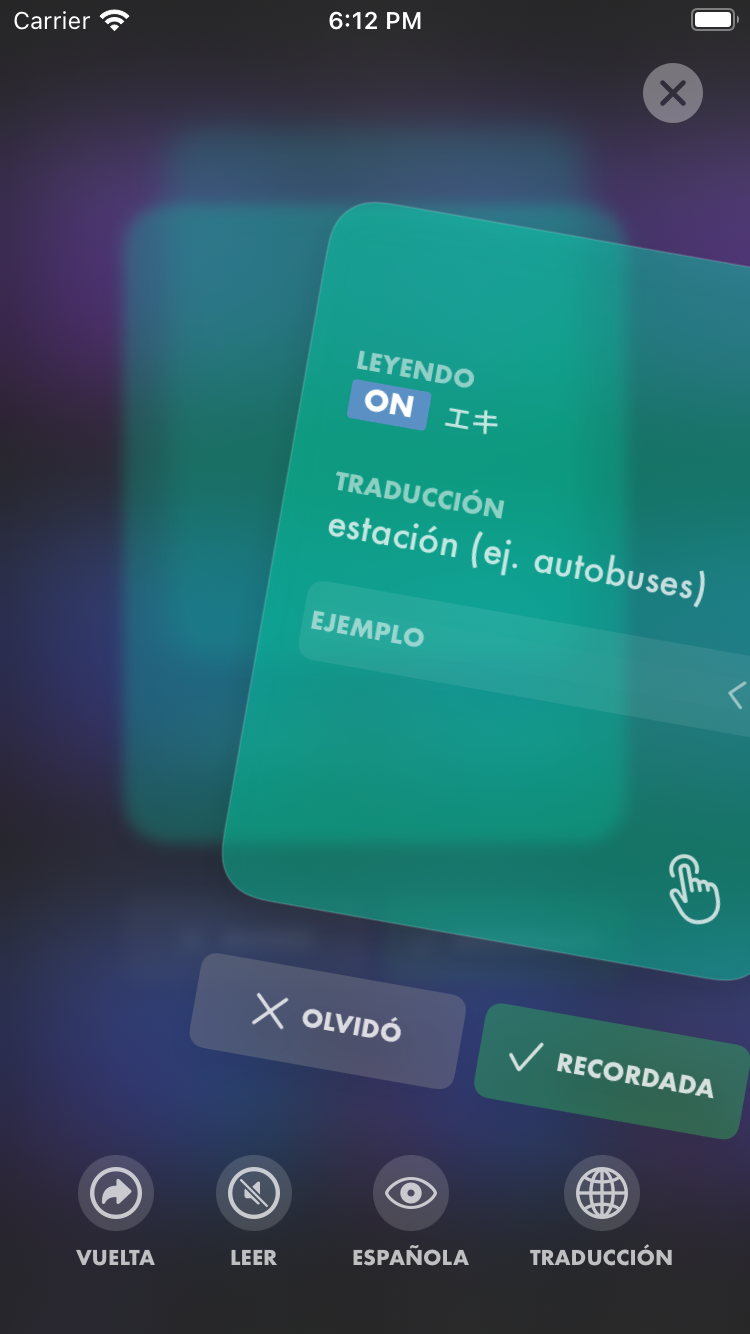 Carrier
6:12 PM
LEYENDO
ON エキ
TRADUCCIÓN
estación (ej. autobuses)
EJEMPLO
OLVIDÓ
RECORDADA
VUELTA
LEER
ESPAÑOLA
TRADUCCIÓN